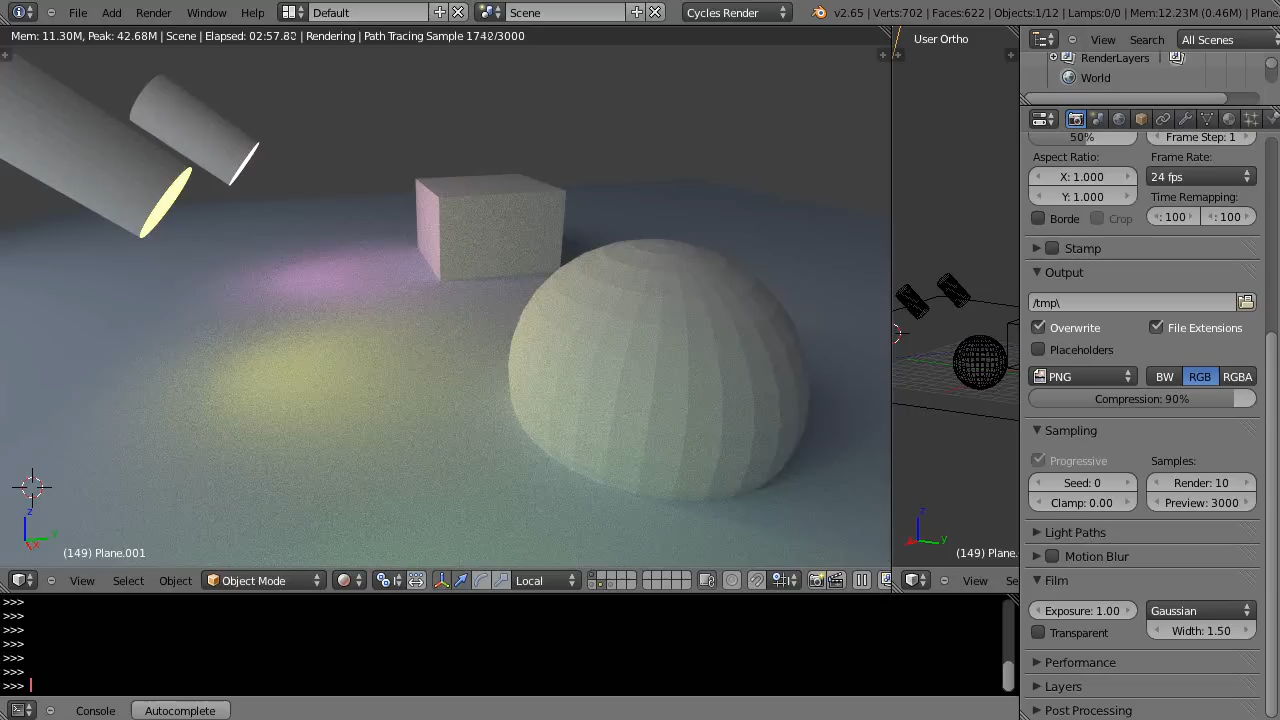 File Add Render Window Help Default Scene Cycles Render v2.65 | Verts:702 | Faces:622 | Objects:1/12 | Lamps:0/0 | Mem:12.23M (0.46M) | Plane.
Mem: 11.30M, Peak: 42.68M | Scene | Elapsed: 02:57.80 | Rendering | Path Tracing Sample 1742/3000
User Ortho
View Search All Scenes
RenderLayers
World
50% Frame Step: 1
Aspect Ratio: Frame Rate:
X: 1.000 24 fps
Y: 1.000 Time Remapping:
Borde Crop : 100 : 100
Stamp
Output
/tmp\
Overwrite File Extensions
Placeholders
PNG BW RGB RGBA
Compression: 90%
Sampling
Progressive Samples:
Seed: 0 Render: 10
Clamp: 0.00 Preview: 3000
Light Paths
Motion Blur
Film
Exposure: 1.00 Gaussian
Transparent Width: 1.50
Performance
Layers
Post Processing
z
y
x
(149) Plane.001
z
y
(149) Plane.
View Select Object Object Mode Local
View Se
>>>
>>>
>>>
>>>
>>>
>>>
>>>
Console Autocomplete